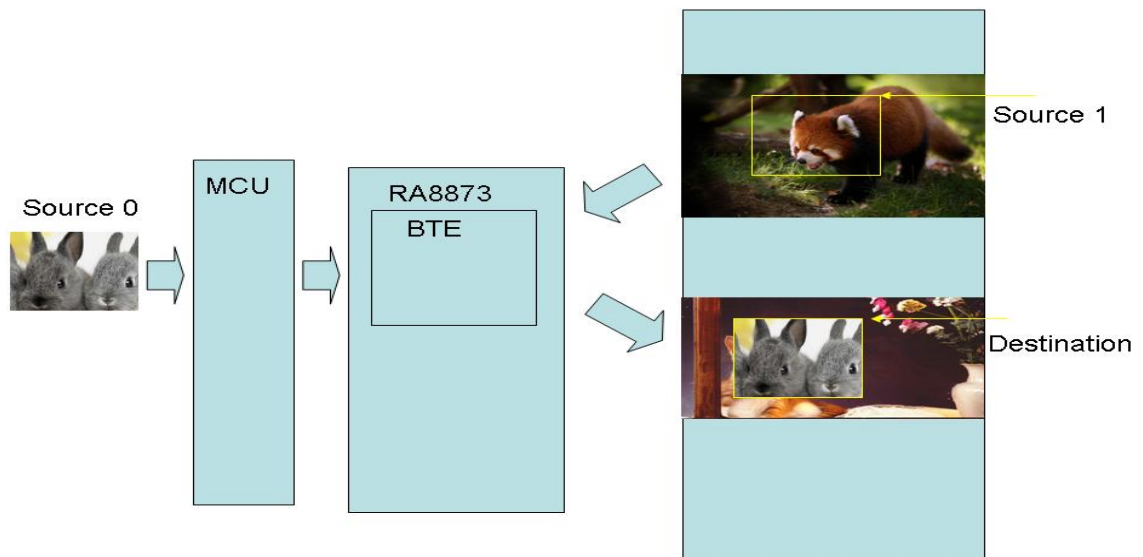 Source 0
MCU
RA8873
BTE
Source 1
Destination